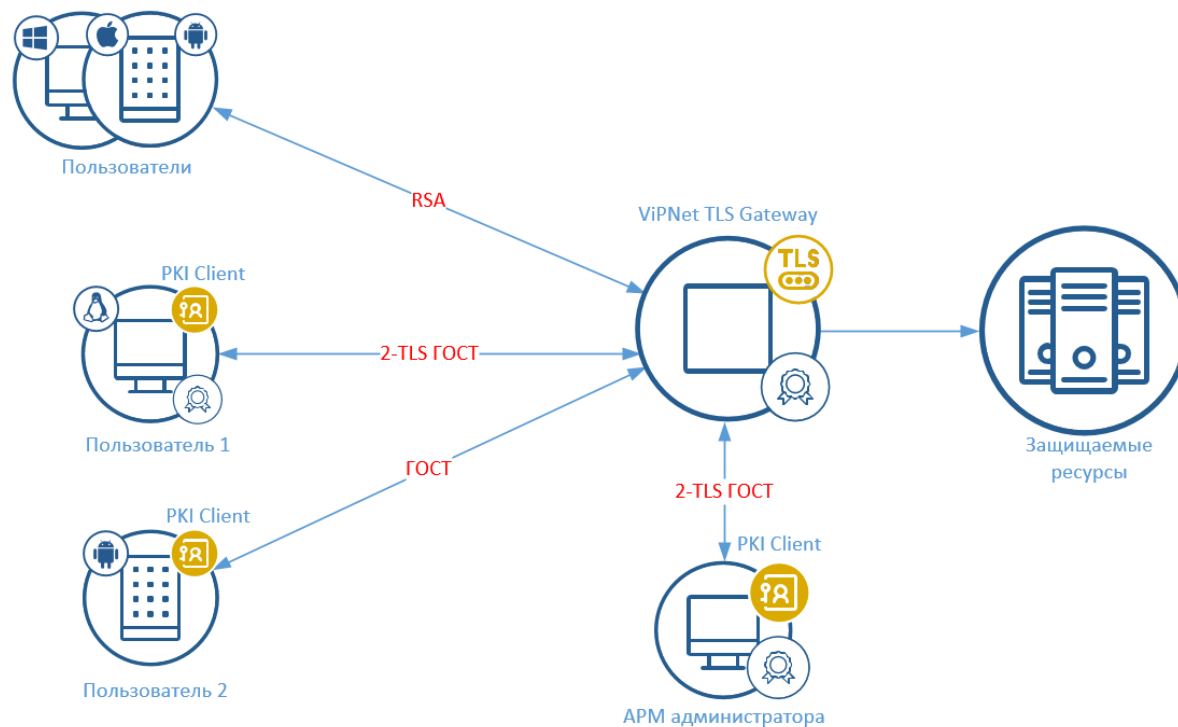 Пользователи
RSA
ViPNet TLS Gateway
TLS
PKI Client
2-TLS ГОСТ
Пользователь 1
Защищаемые
ресурсы
ГОСТ
2-TLS ГОСТ
PKI Client
PKI Client
Пользователь 2
АРМ администратора